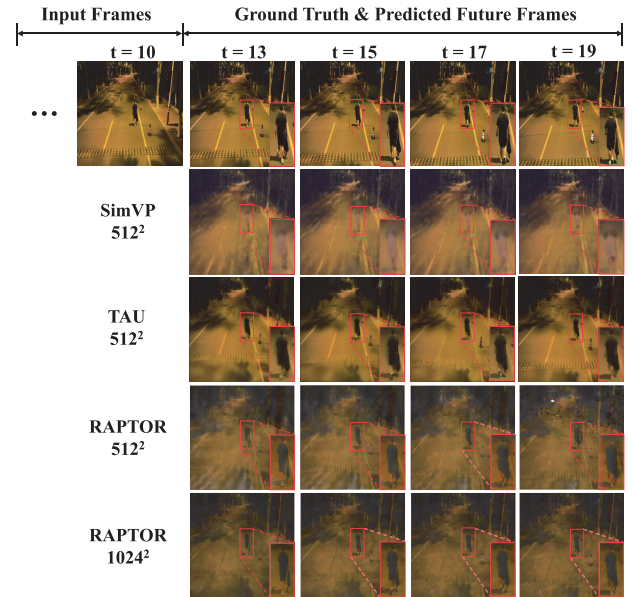 Input Frames
Ground Truth & Predicted Future Frames
t = 10
t = 13
t = 15
t = 17
t = 19
...
SimVP
512²
TAU
512²
RAPTOR
512²
RAPTOR
1024²